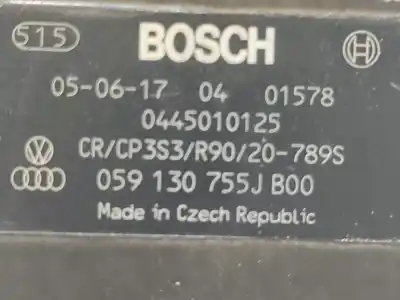 515 BOSCH
05-06-17 04 01578
0445010125
CR/CP3S3/R90/20-789S
059 130 755J B00
Made in Czech Republic